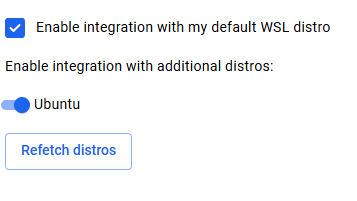 Enable integration with my default WSL distro
Enable integration with additional distros:
Ubuntu
Refetch distros